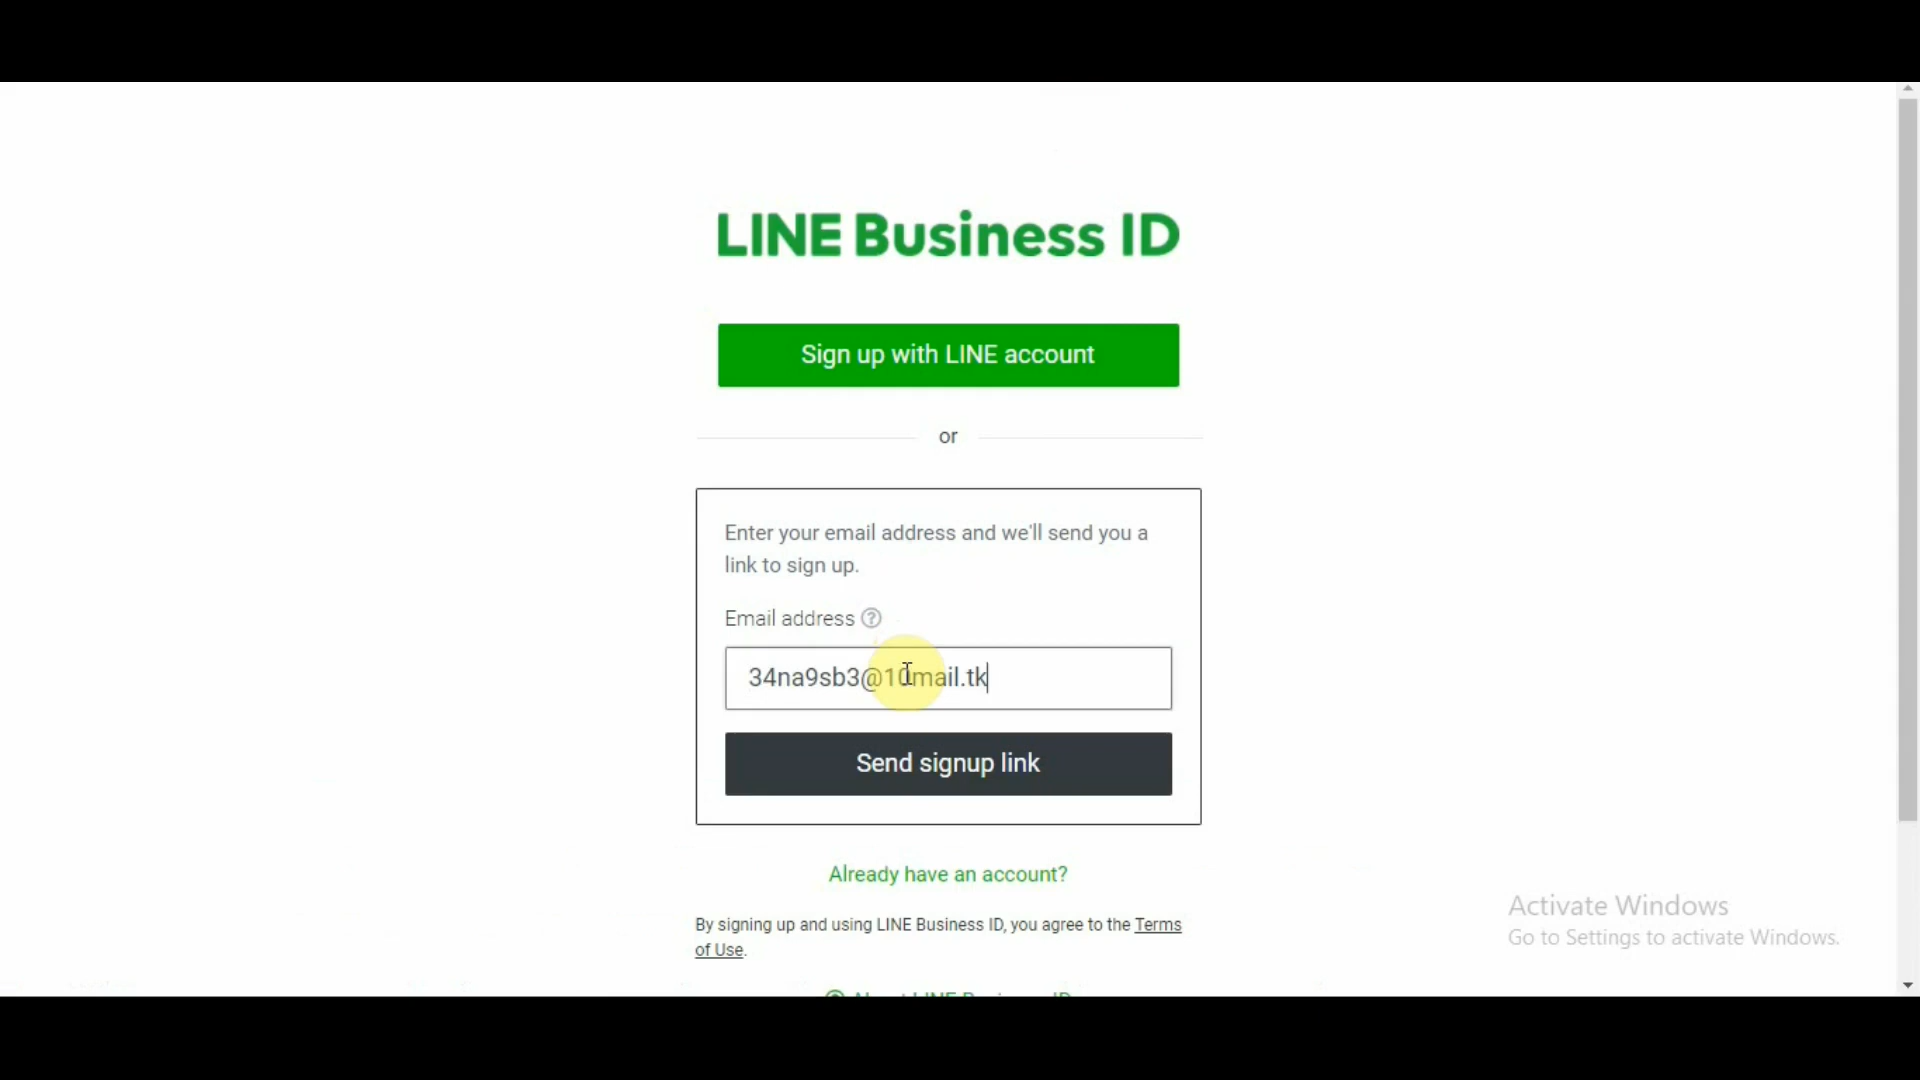 LINE Business ID
Sign up with LINE account
or
Enter your email address and we'll send you a
link to sign up.
Email address
34na9sb3@10mail.tk
Send signup link
Already have an account?
By signing up and using LINE Business ID, you agree to the Terms
of Use.
Activate Windows
Go to Settings to activate Windows.